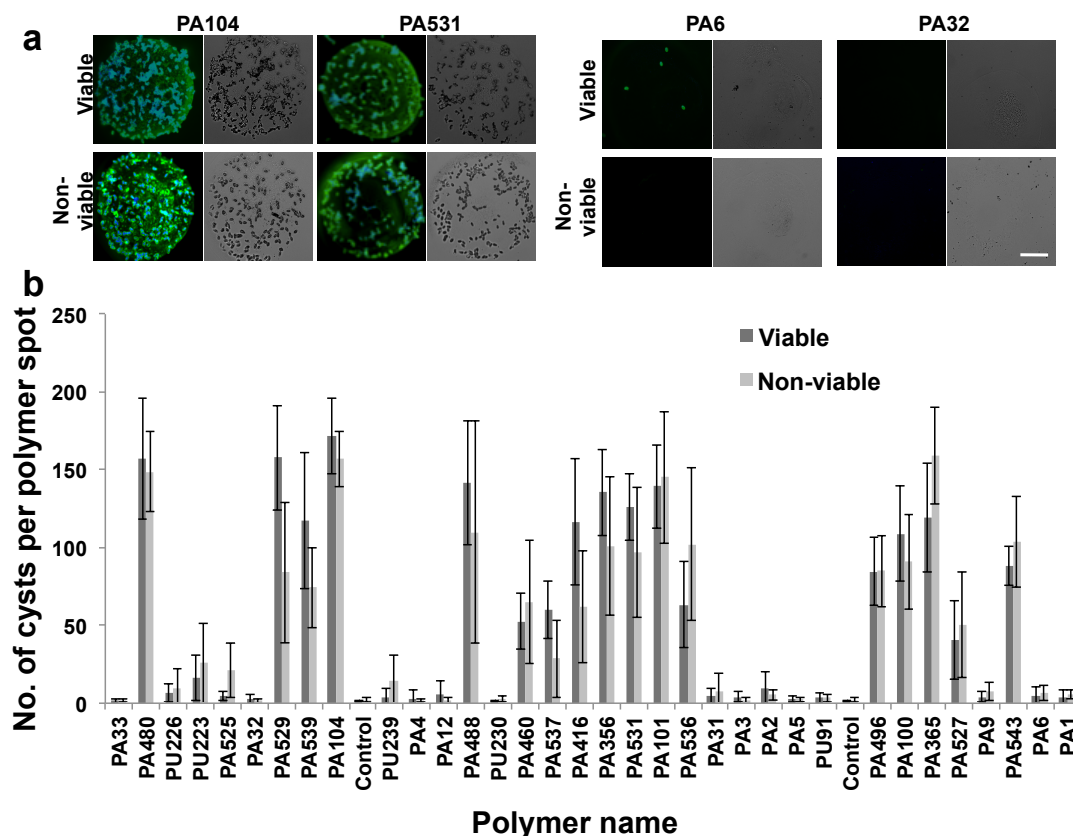 a
PA104 PA531 PA6 PA32
Viable
Non-
viable
Viable
Non-
viable
b
No. of cysts per polymer spot
250
200
150
100
50
0
Viable
Non-viable
PA33 PA480 PU226 PU223 PA525 PA32 PA529 PA539 PA104 Control PU239 PA4 PA12 PA488 PU230 PA460 PA537 PA416 PA356 PA531 PA101 PA536 PA31 PA3 PA2 PA5 PU91 Control PA496 PA100 PA365 PA527 PA9 PA543 PA6 PA1
Polymer name